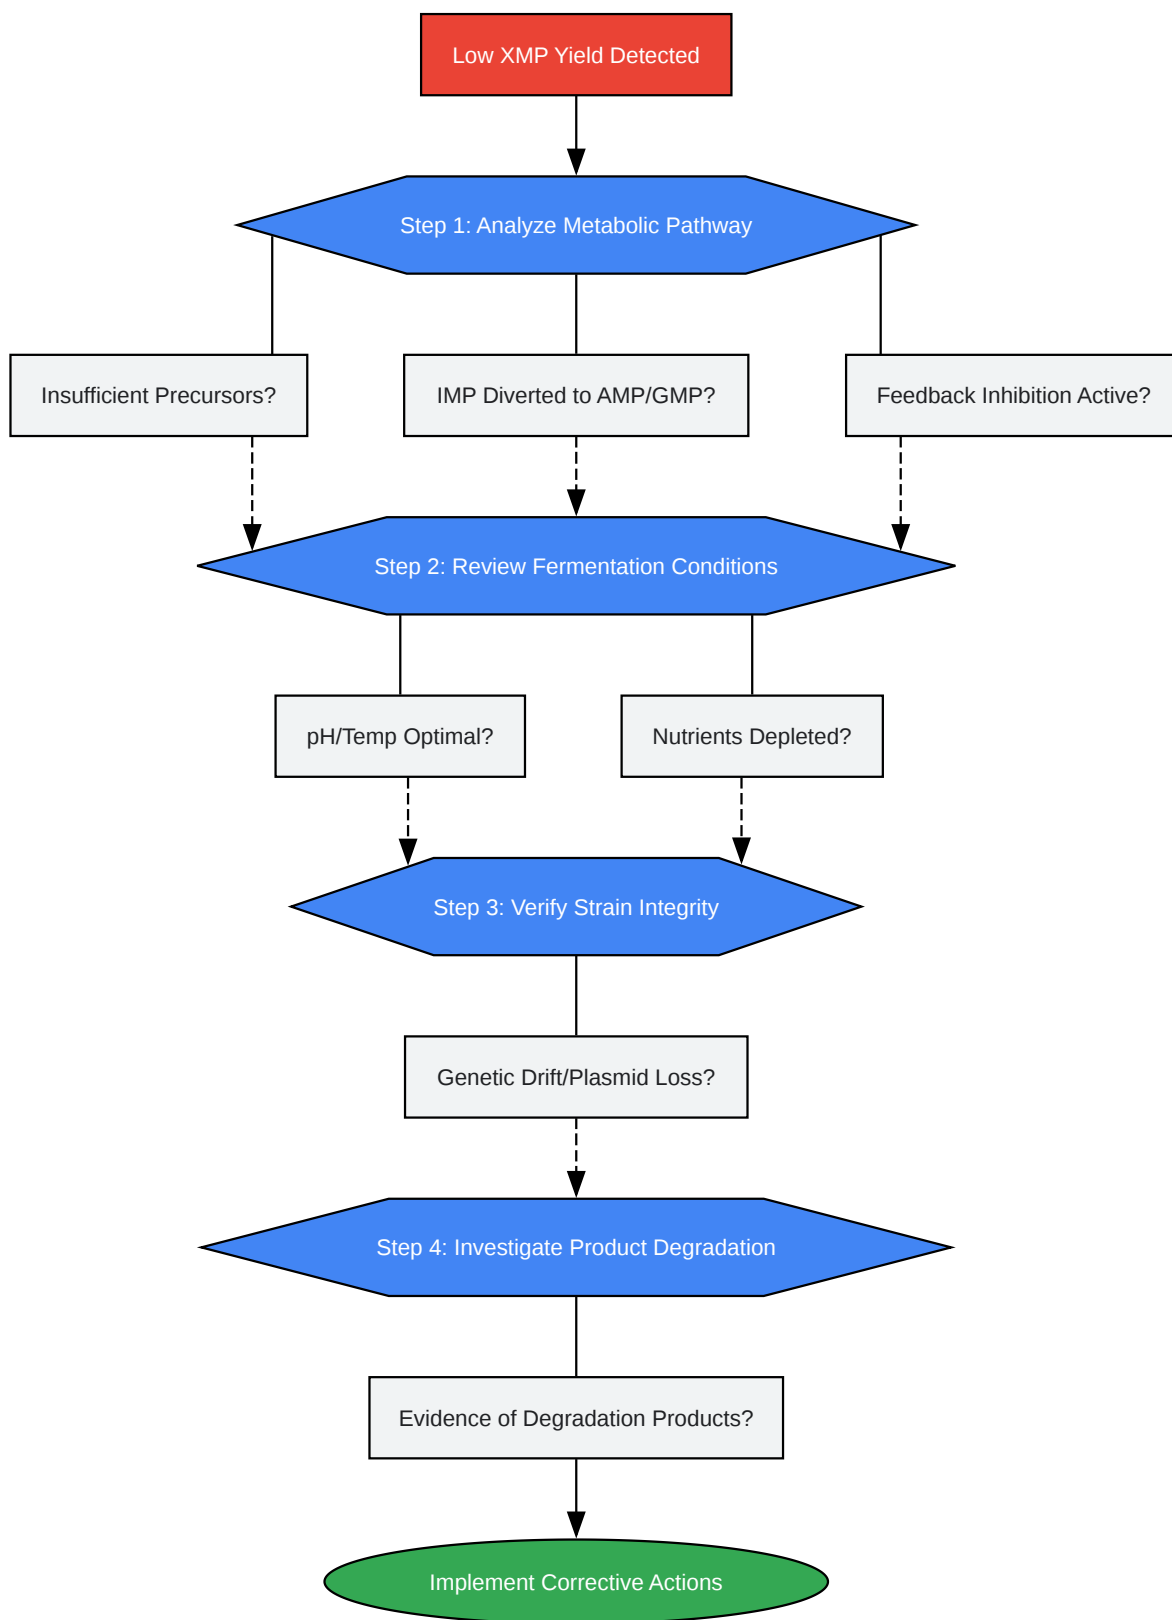 Low XMP Yield Detected
Step 1: Analyze Metabolic Pathway
Insufficient Precursors?
IMP Diverted to AMP/GMP?
Feedback Inhibition Active?
Step 2: Review Fermentation Conditions
pH/Temp Optimal?
Nutrients Depleted?
Step 3: Verify Strain Integrity
Genetic Drift/Plasmid Loss?
Step 4: Investigate Product Degradation
Evidence of Degradation Products?
Implement Corrective Actions